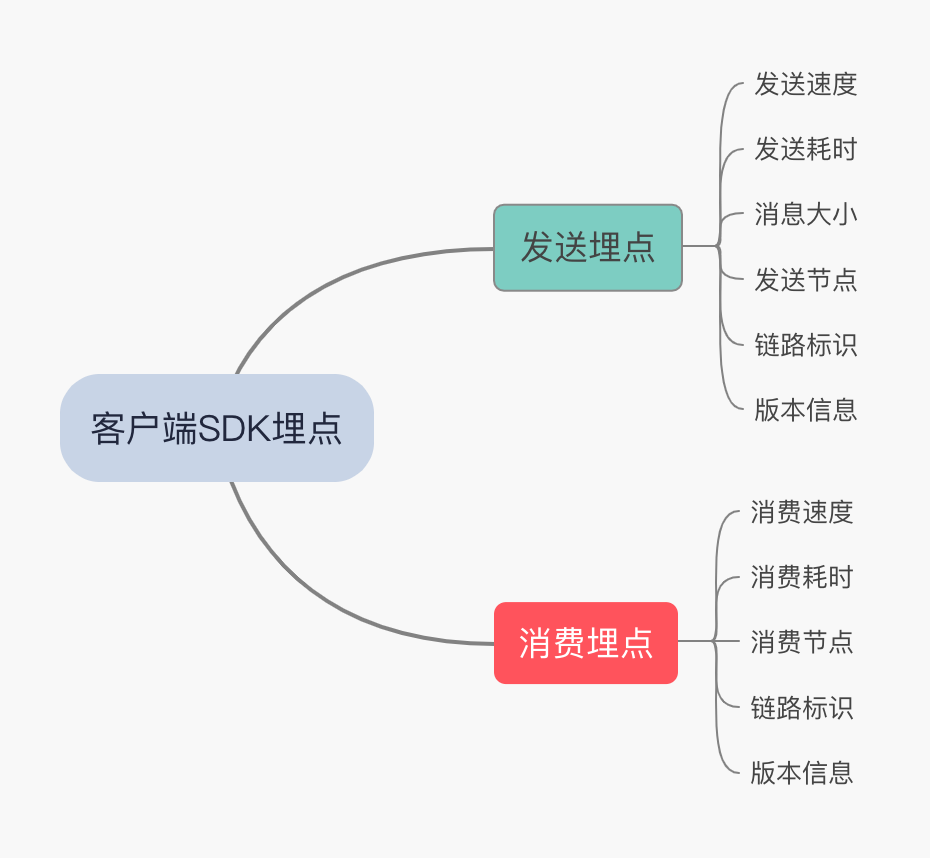 客户端SDK埋点
发送埋点
发送速度
发送耗时
消息大小
发送节点
链路标识
版本信息
消费埋点
消费速度
消费耗时
消费节点
链路标识
版本信息